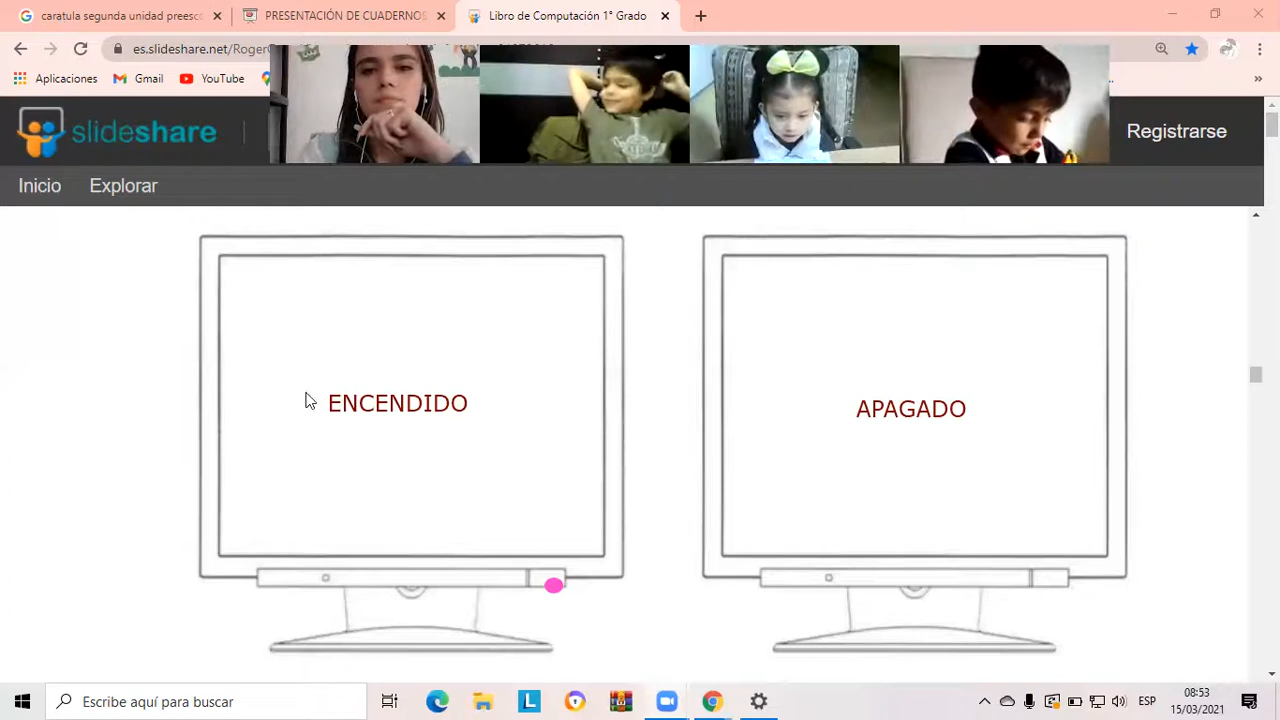 caratula segunda unidad preesco
PRESENTACIÓN DE CUADERNOS
Libro de Computación 1° Grado
es.slideshare.net/Roger
Aplicaciones
Gmail
YouTube
»
slideshare
Registrarse
Inicio
Explorar
ENCENDIDO
APAGADO
Escribe aquí para buscar
ESP
08:53
15/03/2021